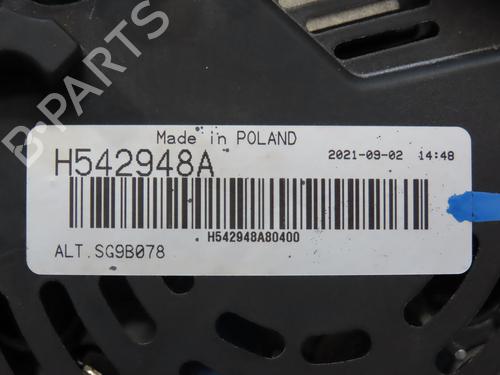 Made in POLAND
H542948A
2021-09-02 14:48
H542948A80400
ALT.SG9B078
B-PARTS